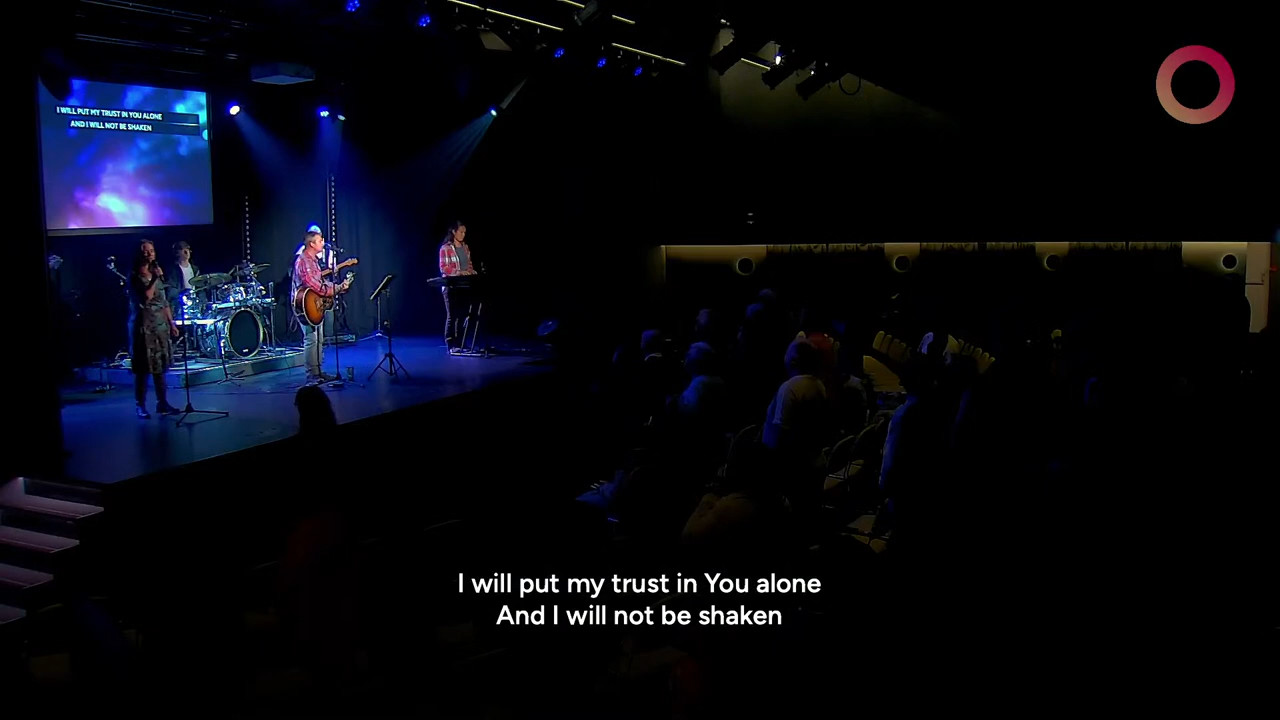 I WILL PUT MY TRUST IN YOU ALONE
AND I WILL NOT BE SHAKEN
I will put my trust in You alone
And I will not be shaken